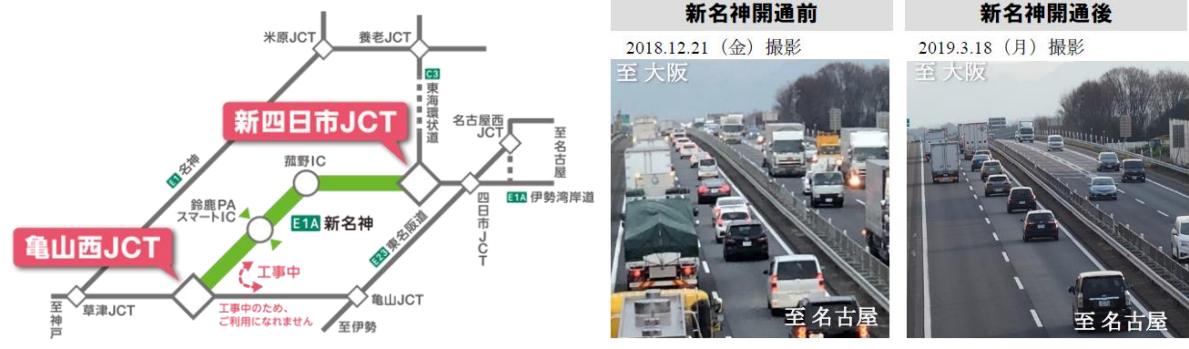 米原JCT
養老JCT
C3
東海環状道
新四日市JCT
名古屋西
JCT
至名古屋
E1 名神
菰野IC
E1A 伊勢湾岸道
鈴鹿PA
スマートIC
E1A 新名神
四日市JCT
亀山西JCT
E23 東名阪道
工事中
草津JCT
工事中のため、
ご利用になれません
亀山JCT
至神戸
至伊勢
新名神開通前
2018.12.21（金）撮影
至 大阪
至 名古屋
新名神開通後
2019.3.18（月）撮影
至 大阪
至 名古屋